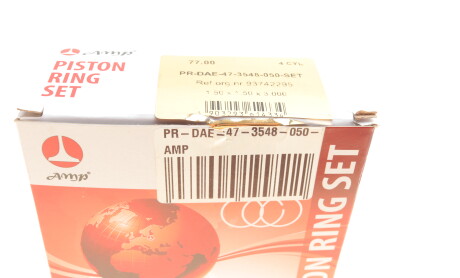 AMP
PISTON
RING
SET
77.00 4 CYL
PR-DAE-47-3548-050-SET
Ref.orig.nr.93742295
1.50 x 1.50 x 3.00G
PR-DAE-47-3548-050-
AMP
AMP
PISTON RING SET